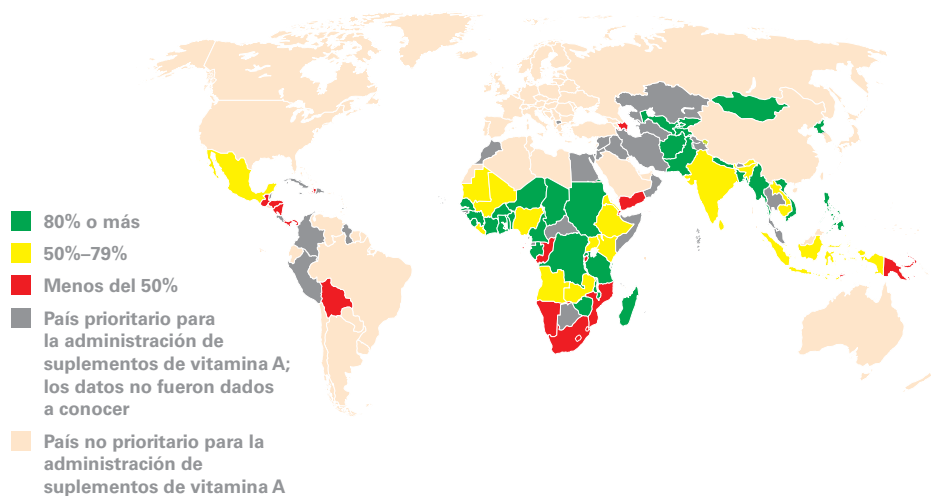 80% o más
50%–79%
Menos del 50%
País prioritario para
la administración de
suplementos de vitamina A;
los datos no fueron dados
a conocer
País no prioritario para la
administración de
suplementos de vitamina A